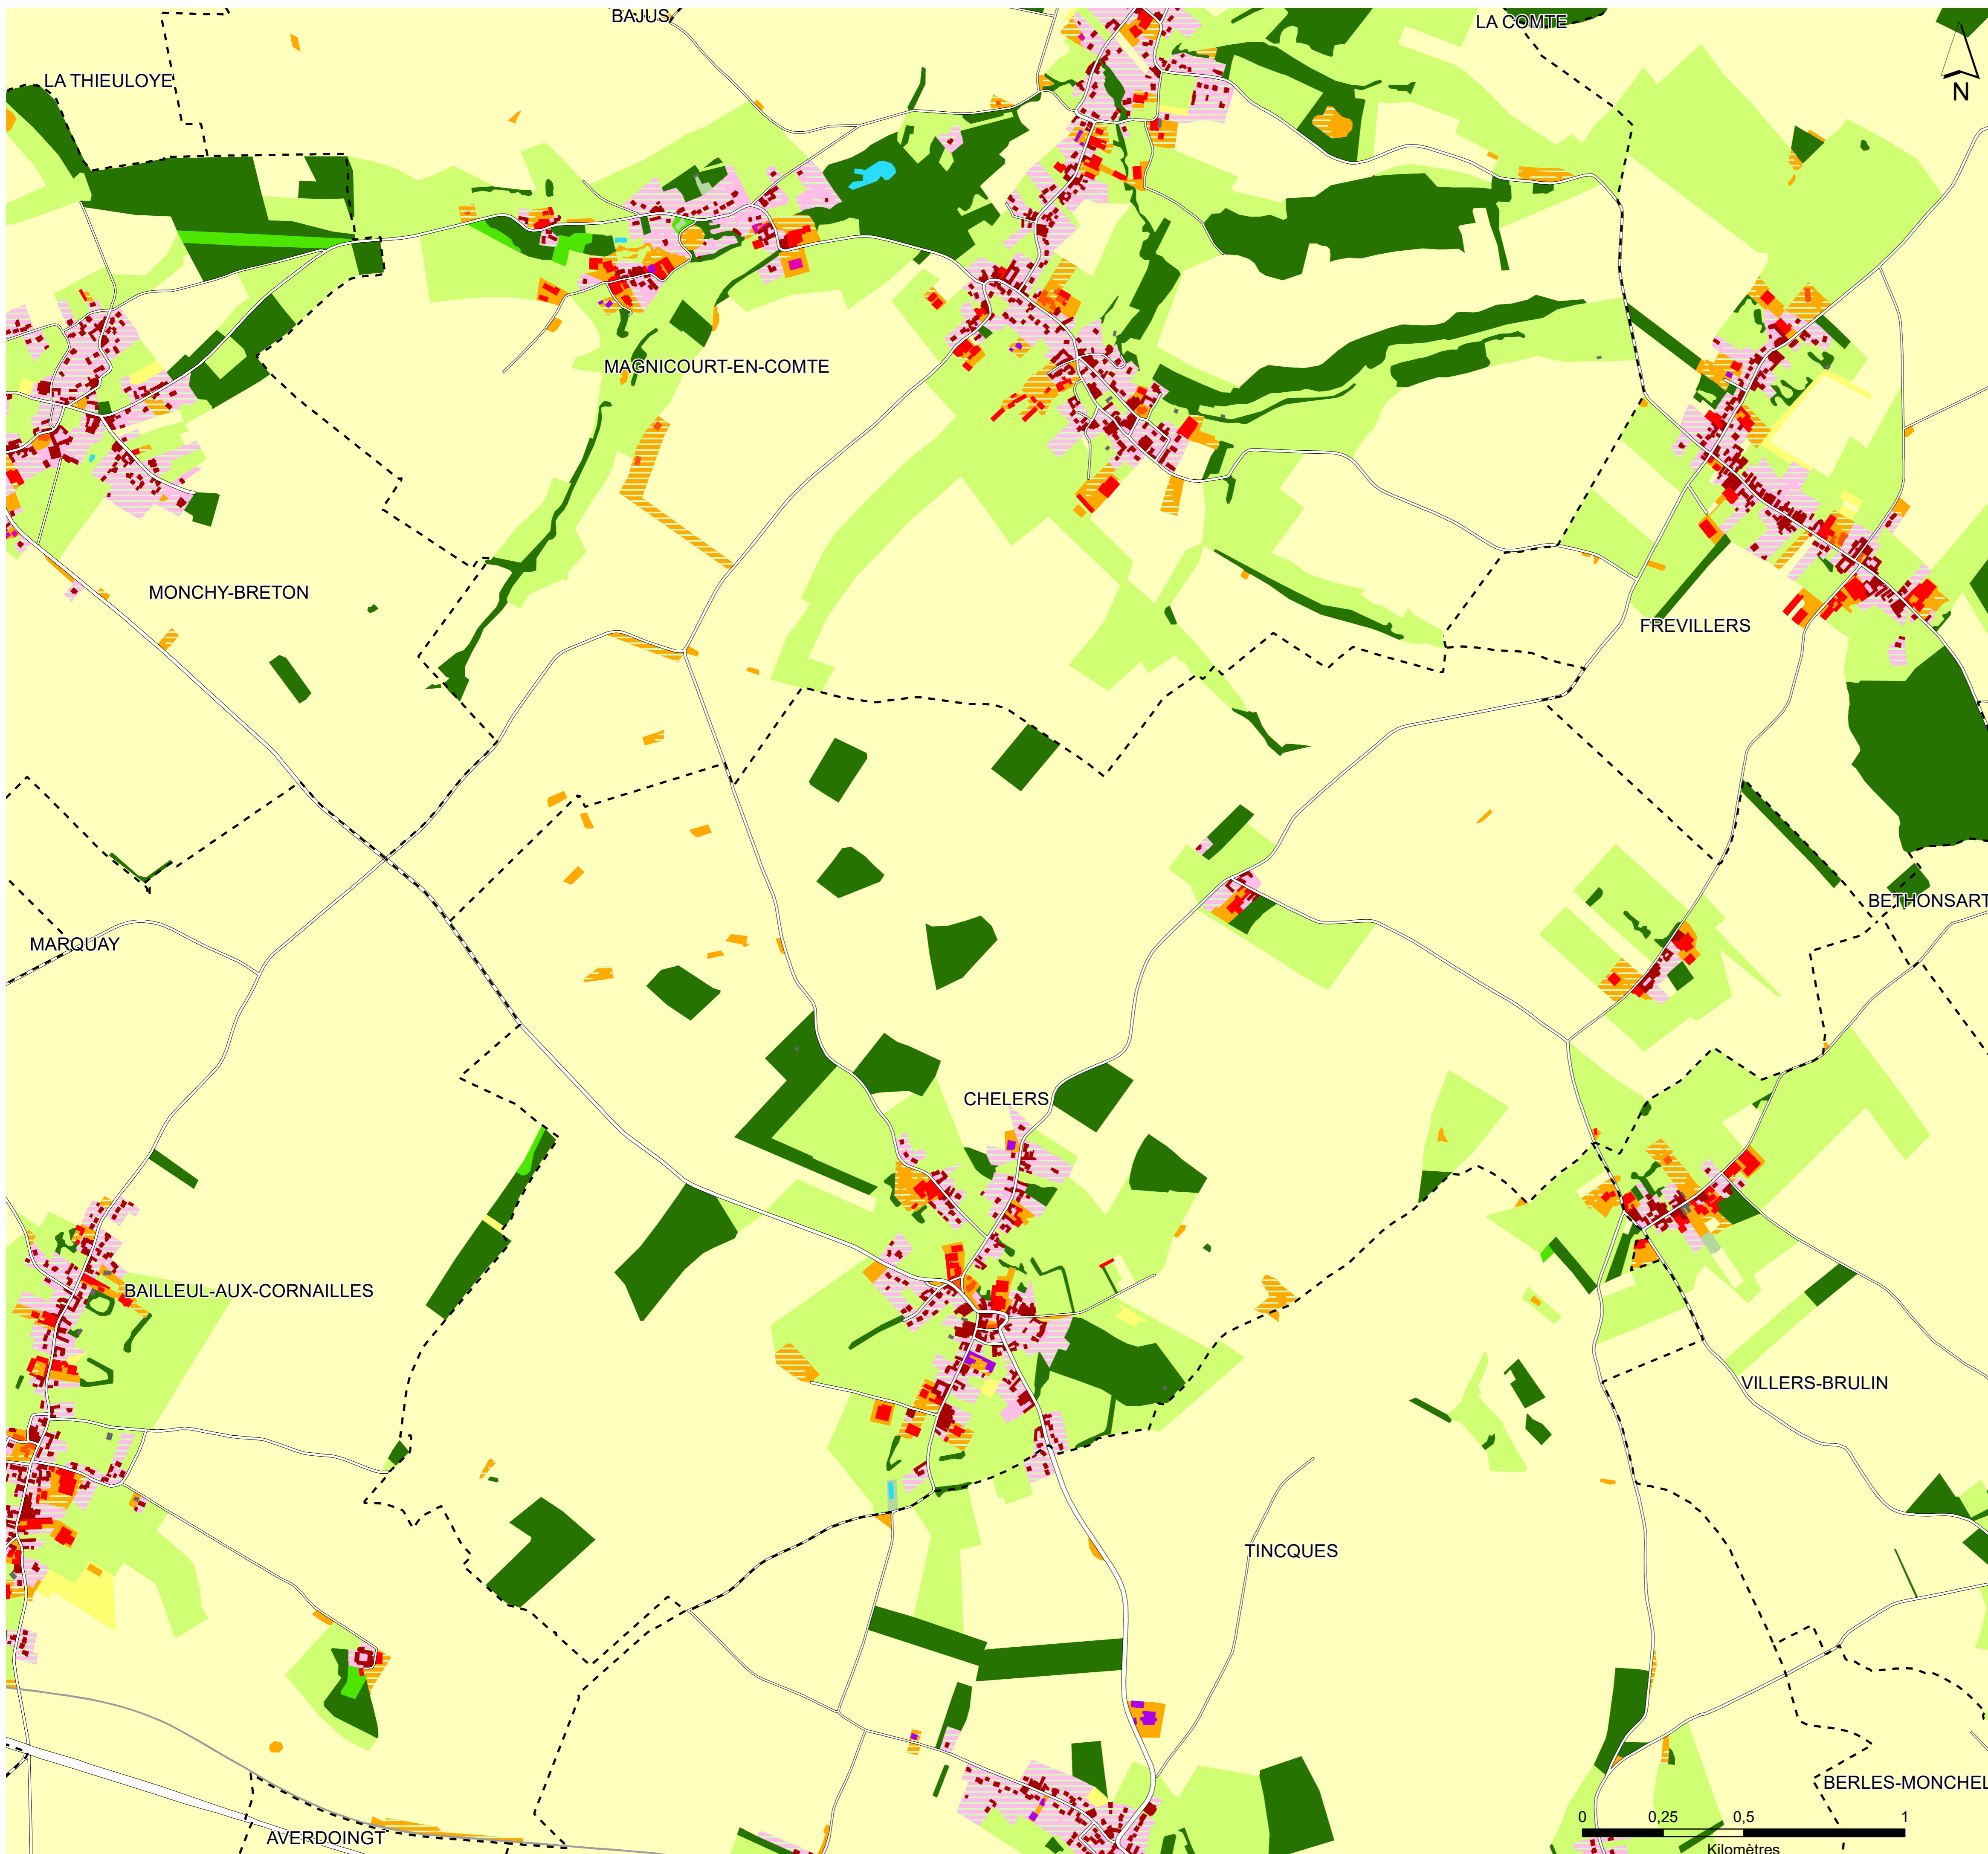 BAJUS
LA COMTE
LA THIEULOYE
N
MAGNICOURT-EN-COMTE
MONCHY-BRETON
FREVILLERS
BETHONSART
MARQUAY
CHELERS
BAILLEUL-AUX-CORNAILLES
VILLERS-BRULIN
TINCQUES
BERLES-MONCHEL
0 0,25 0,5 1
AVERDOINGT
Kilomètres